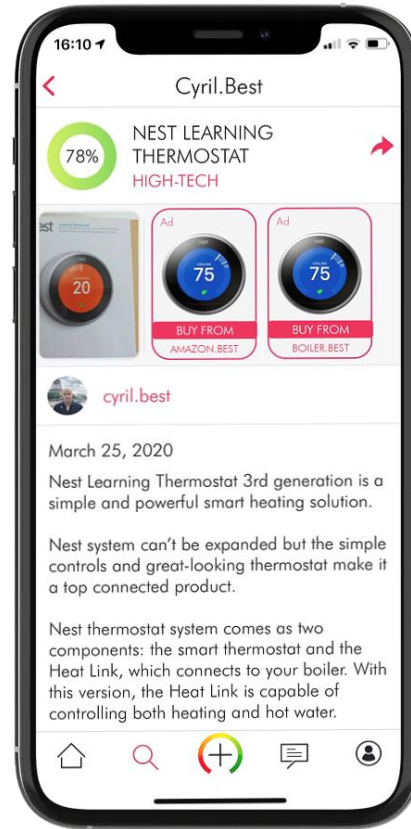 16:10
Cyril.Best
78%
NEST LEARNING
THERMOSTAT
HIGH-TECH
est
20
Ad
nest
75
BUY FROM
AMAZON.BEST
Ad
nest
75
BUY FROM
BOILER.BEST
cyril.best
March 25, 2020
Nest Learning Thermostat 3rd generation is a
simple and powerful smart heating solution.
Nest system can’t be expanded but the simple
controls and great-looking thermostat make it
a top connected product.
Nest thermostat system comes as two
components: the smart thermostat and the
Heat Link, which connects to your boiler. With
this version, the Heat Link is capable of
controlling both heating and hot water.